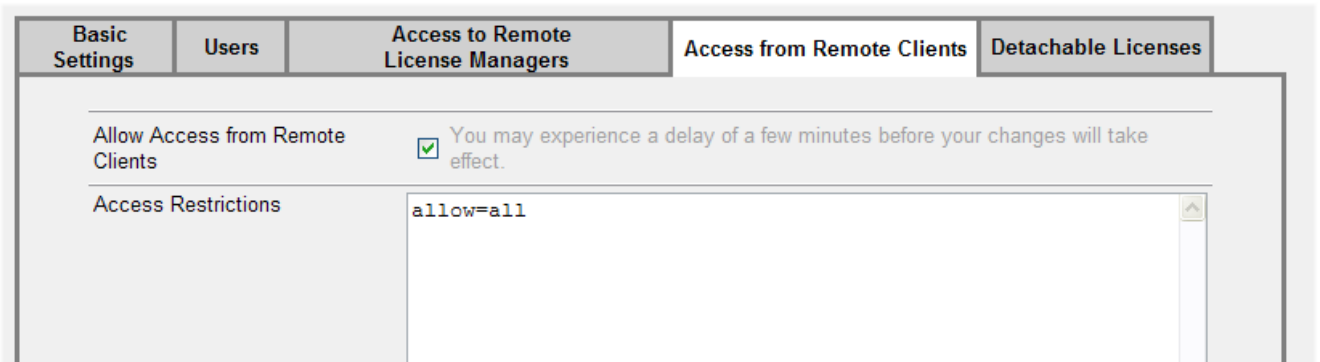 Basic
Settings
Users
Access to Remote
License Managers
Access from Remote Clients
Detachable Licenses
Allow Access from Remote
Clients
You may experience a delay of a few minutes before your changes will take
effect.
Access Restrictions
allow=all